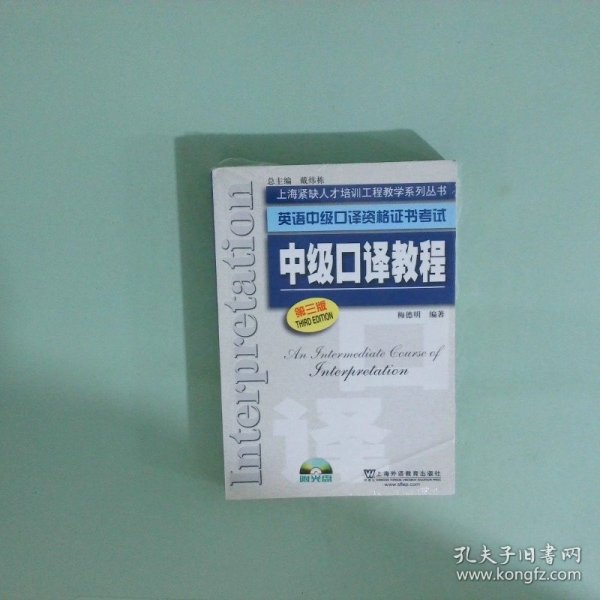 总主编 戴炜栋
上海紧缺人才培训工程教学系列丛书
英语中级口译资格证书考试
中级口译教程
第三版
THIRD EDITION
梅德明 编著
An Intermediate Course of
Interpretation
Interpretation
口
译
附光盘
上海外语教育出版社
www.sflep.com
孔夫子旧书网
www.kongfz.com